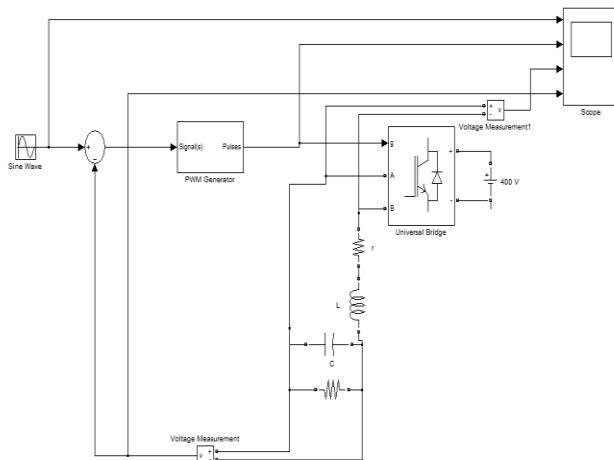 Scope
+
-
v
Voltage Measurement1
Sine Wave
+
-
Signal(s)
Pulses
PWM Generator
g
A
B
+
-
Universal Bridge
+
400 V
r
L
C
Voltage Measurement
v
+
-